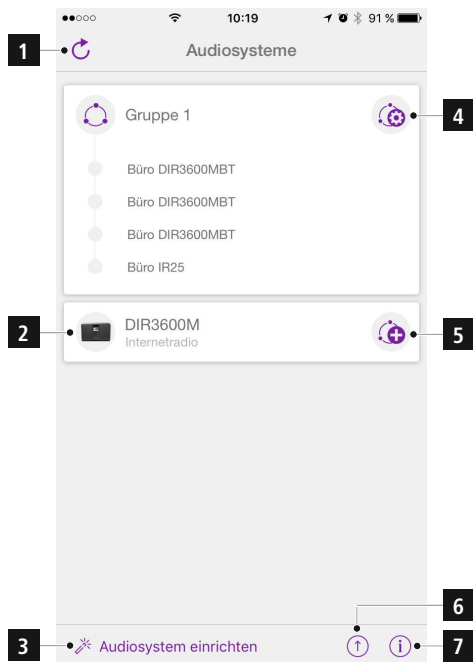 10:19 91 %
1 Audiosysteme
Gruppe 1 4
Büro DIR3600MBT
Büro DIR3600MBT
Büro DIR3600MBT
Büro IR25
2 DIR3600M 5
Internetradio
6
3 Audiosystem einrichten i 7